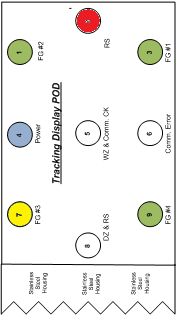 7
4
1
FG #3
Power
FG #2
Stainless
Steel
Housing
Tracking Display POD
8
5
DZ & RS
WZ & Comm. CK
RS
Stainless
Steel
Housing
9
6
3
FG #4
Comm. Error
FG #1
Stainless
Steel
Housing